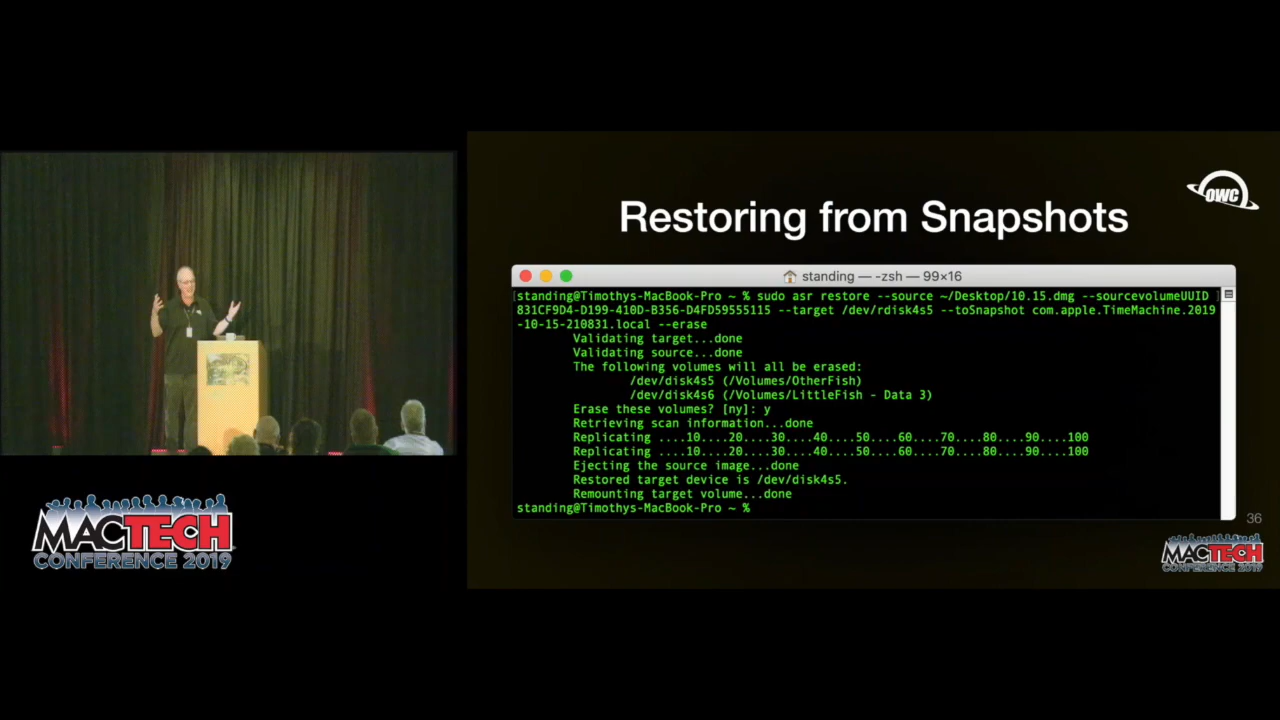 OWC
Restoring from Snapshots
standing — -zsh — 99×16
standing@Timothys-MacBook-Pro ~ % sudo asr restore --source ~/Desktop/10.15.dmg --sourcevolumeUUID
831CF9D4-D199-410D-B356-D4FD59555115 --target /dev/rdisk4s5 --toSnapshot com.apple.TimeMachine.2019
-10-15-210831.local --erase
Validating target...done
Validating source...done
The following volumes will all be erased:
/dev/disk4s5 (/Volumes/OtherFish)
/dev/disk4s6 (/Volumes/LittleFish - Data 3)
Erase these volumes? [ny]: y
Retrieving scan information...done
Replicating ....10....20....30....40....50....60....70....80....90....100
Replicating ....10....20....30....40....50....60....70....80....90....100
Ejecting the source image...done
Restored target device is /dev/disk4s5.
Remounting target volume...done
standing@Timothys-MacBook-Pro ~ %
36
MACTECH
CONFERENCE 2019
MACTECH
CONFERENCE 2019